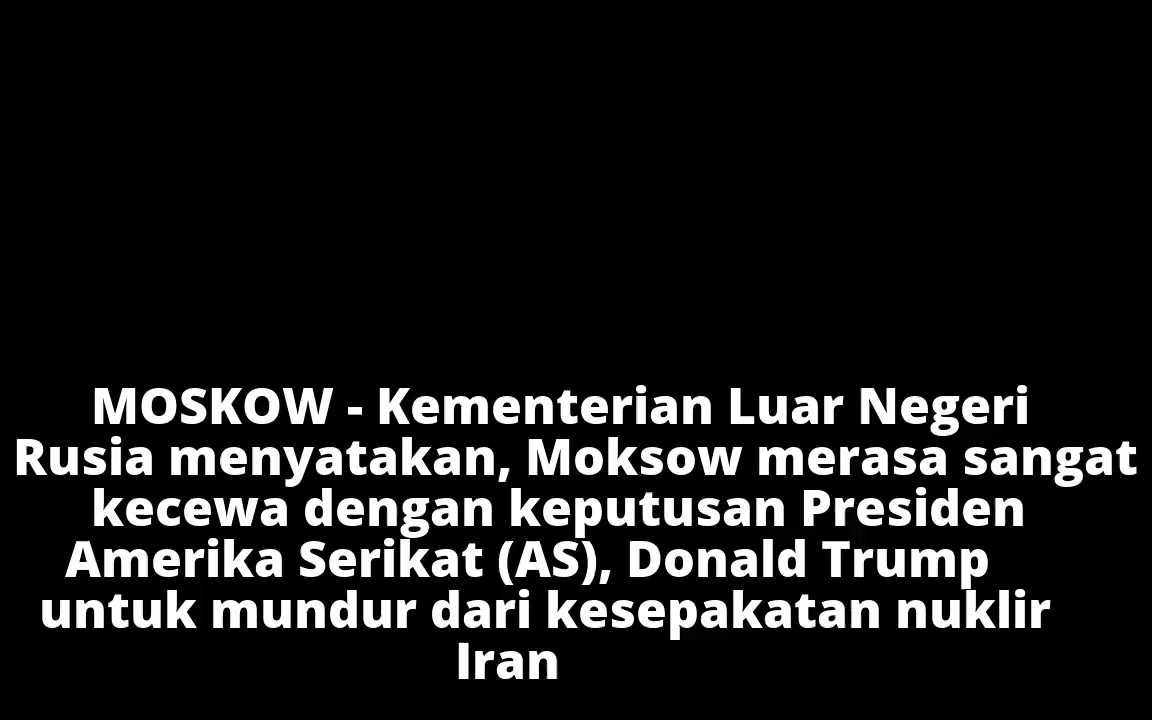 MOSKOW - Kementerian Luar Negeri
Rusia menyatakan, Moksow merasa sangat
kecewa dengan keputusan Presiden
Amerika Serikat (AS), Donald Trump
untuk mundur dari kesepakatan nuklir
Iran